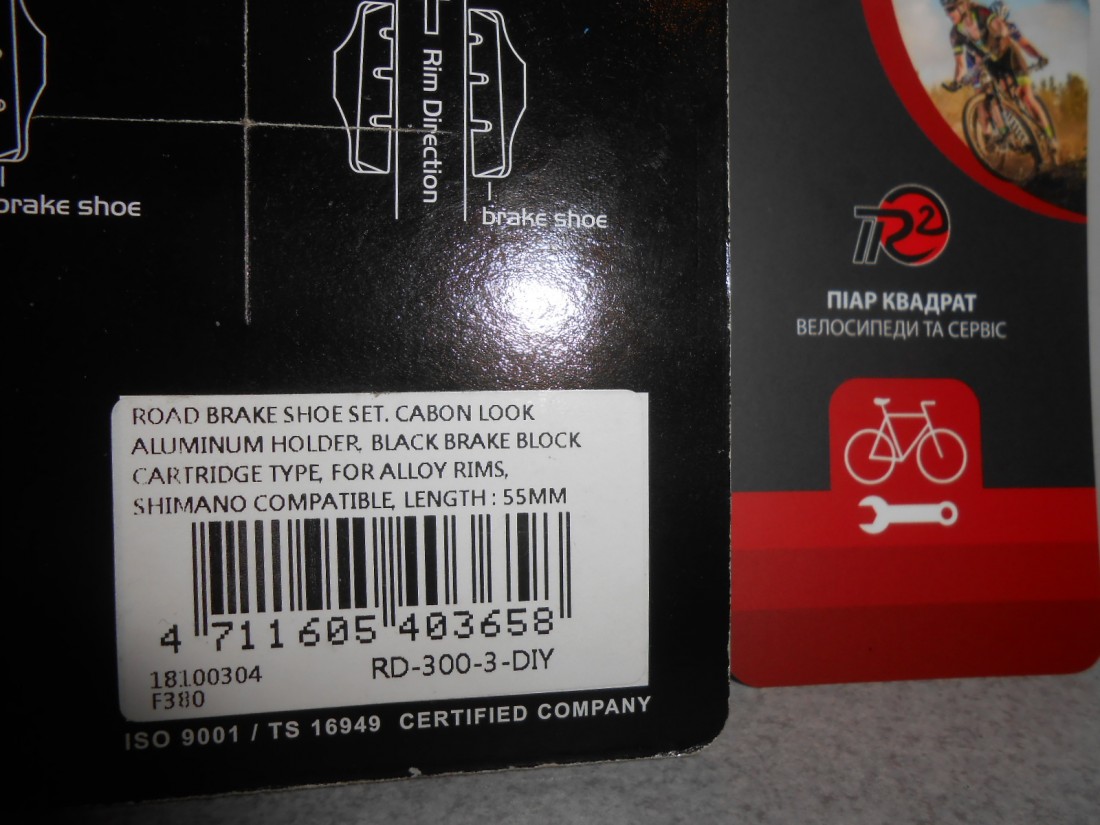 Rim Direction
brake shoe
brake shoe
R2
ПІАР КВАДРАТ
ВЕЛОСИПЕДИ ТА СЕРВІС
ROAD BRAKE SHOE SET. CABON LOOK
ALUMINUM HOLDER, BLACK BRAKE BLOCK
CARTRIDGE TYPE, FOR ALLOY RIMS,
SHIMANO COMPATIBLE, LENGTH : 55MM
4 711605 403658
18100304
RD-300-3-DIY
F380
ISO 9001 / TS 16949 CERTIFIED COMPANY